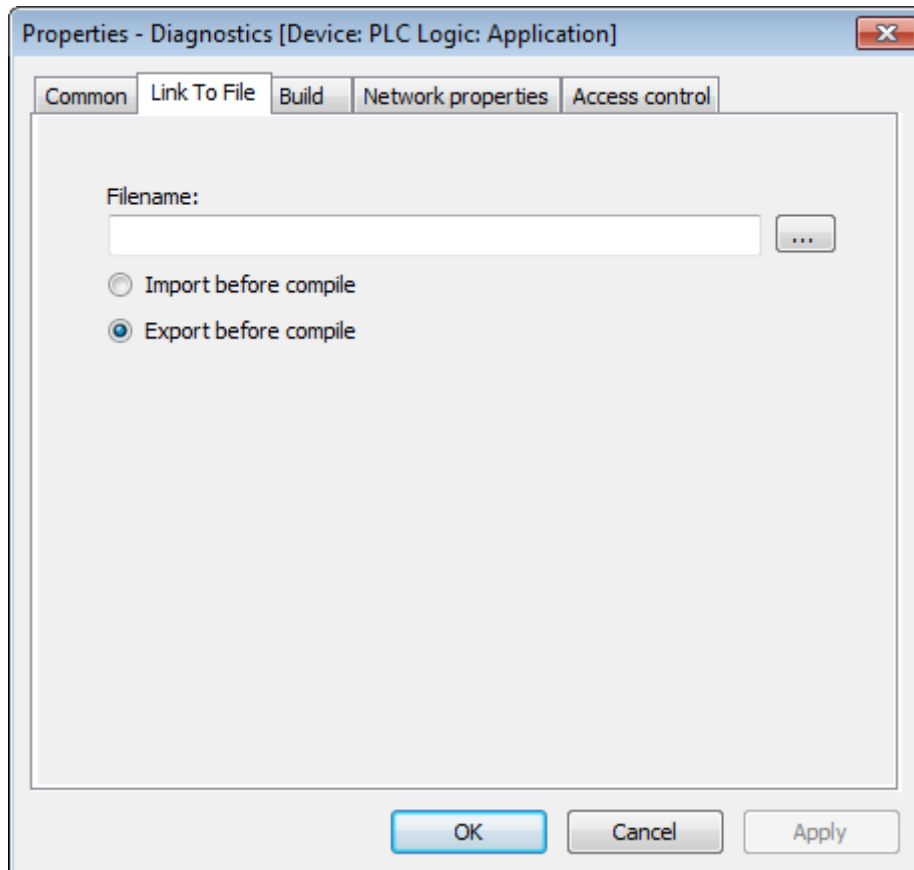 Properties - Diagnostics [Device: PLC Logic: Application]
Common Link To File Build Network properties Access control
Filename:
...
Import before compile
Export before compile
OK Cancel Apply